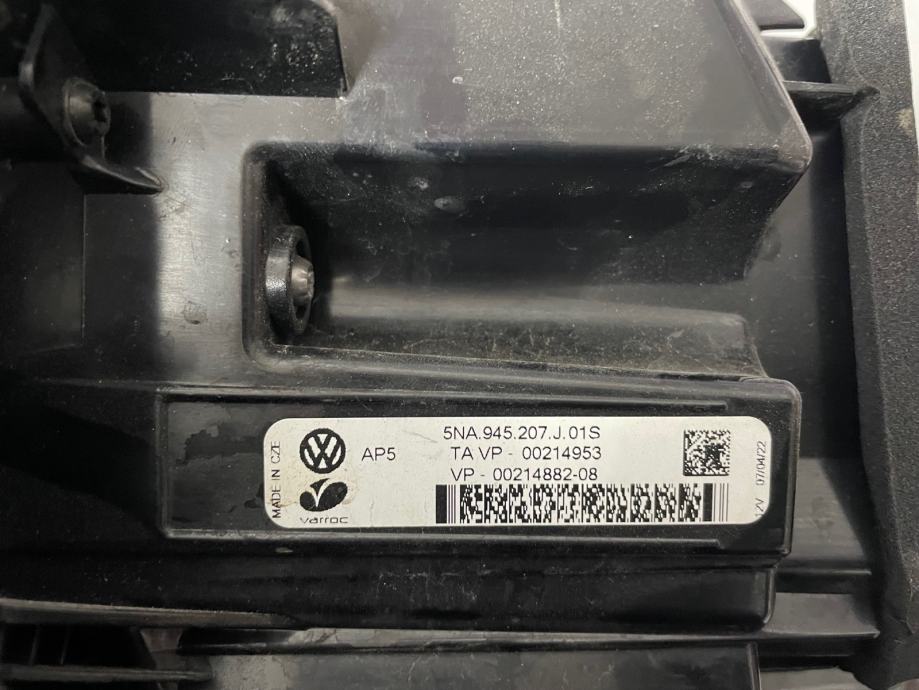 MADE IN CZE
VW
varroc
AP5
5NA.945.207.J.01S
TA VP - 00214953
VP - 00214882-08
12V 07/04/22